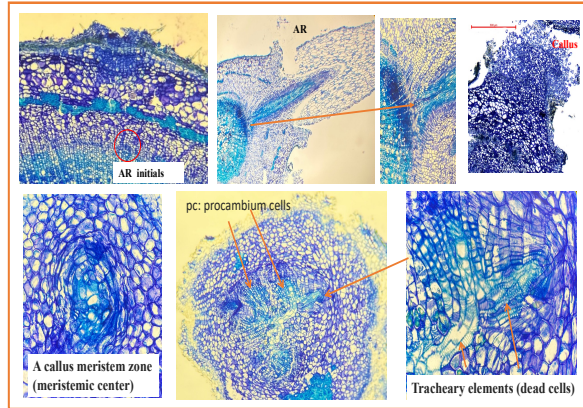 AR
Callus
AR initials
pc: procambium cells
A callus meristem zone
(meristemic center)
Tracheary elements (dead cells)